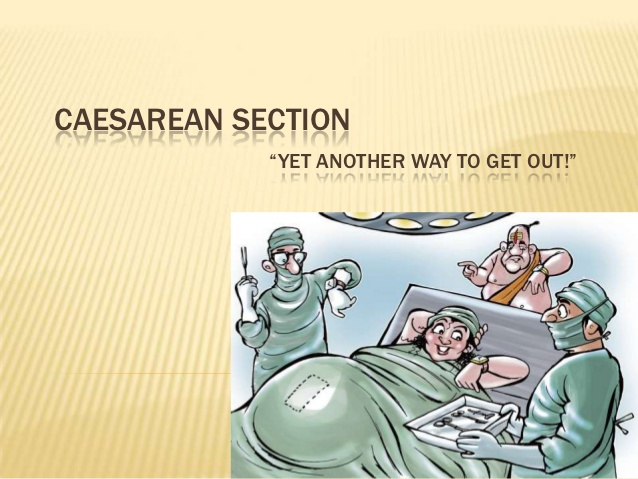 CAESAREAN SECTION
“YET ANOTHER WAY TO GET OUT!”